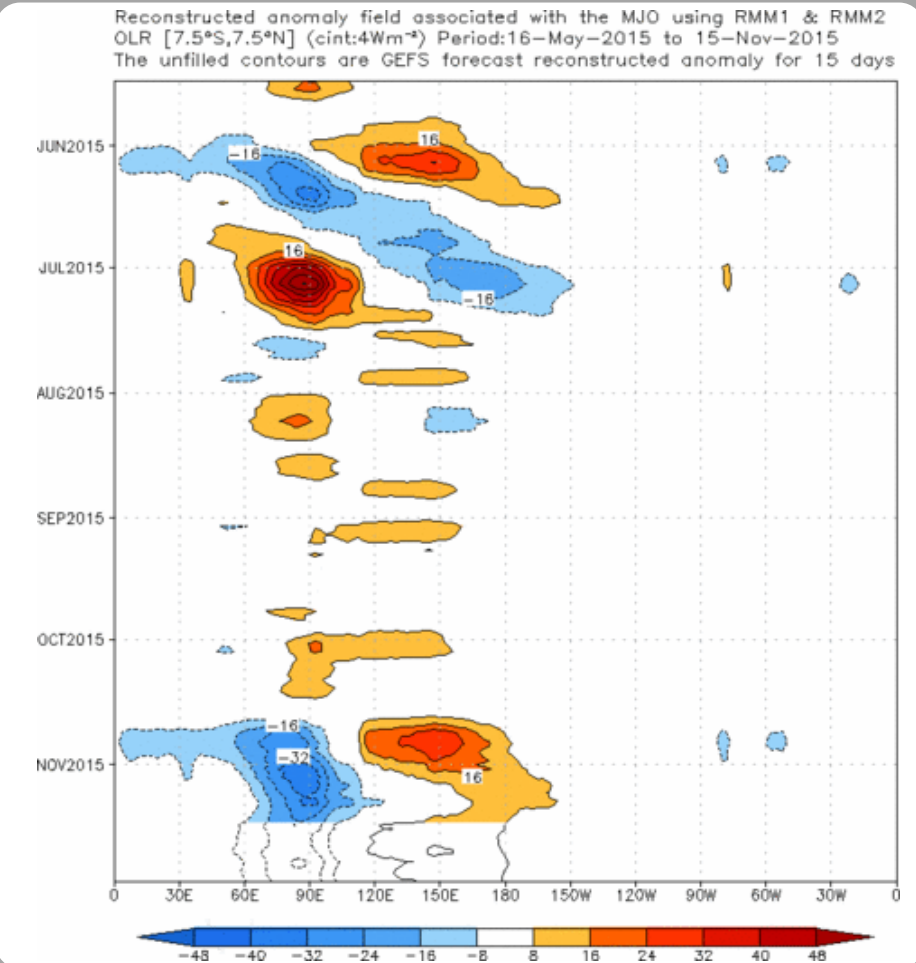 Reconstructed anomaly field associated with the MJO using RMM1 & RMM2
OLR [7.5°S,7.5°N] (cint:4Wm⁻²) Period:16-May-2015 to 15-Nov-2015
The unfilled contours are GEFS forecast reconstructed anomaly for 15 days
JUN2015
16
-16
16
JUL2015
-16
AUG2015
SEP2015
OCT2015
-16
-32
NOV2015
16
0 30E 60E 90E 120E 150E 180 150W 120W 90W 60W 30W 0
-48 -40 -32 -24 -16 -8 8 16 24 32 40 48